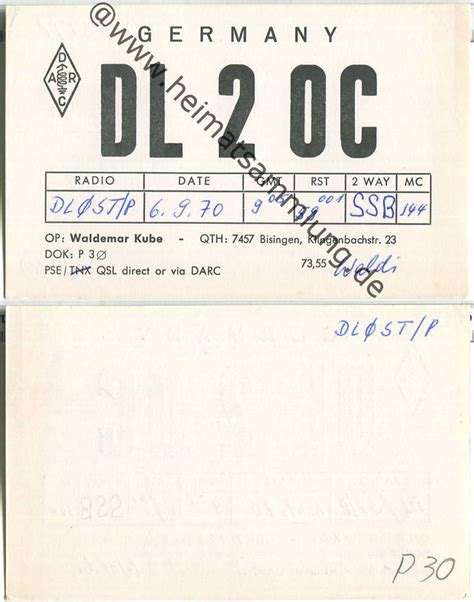 GERMANY
D
A R
C
DL 2 OC
RADIO DATE GMT RST 2 WAY MC
DLØST/P 6.9.70 9 59 001 SSB 144
OP: Waldemar Kube - QTH: 7457 Bisingen, Klingenbachstr. 23
DOK: P 3Ø
PSE/TNX QSL direct or via DARC 73,55 Waldi
@www.heimatsammlung.de
DLØST/P
P30